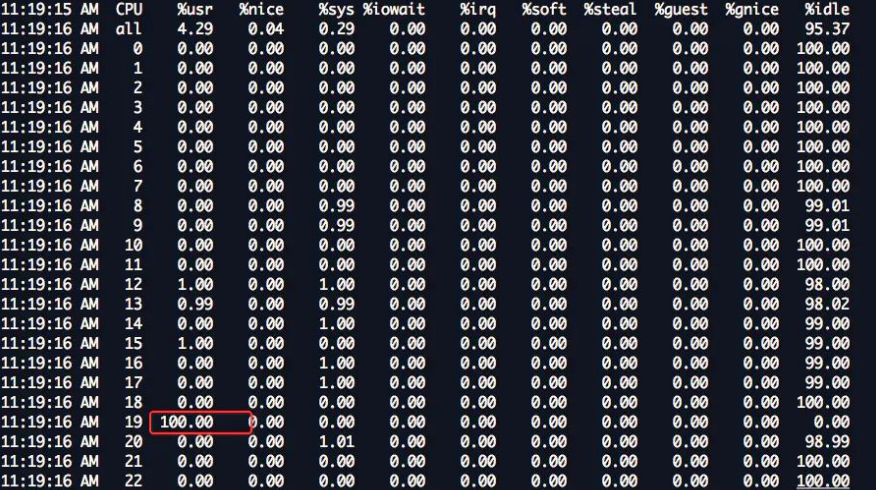 11:19:15 AM CPU %usr %nice %sys %iowait %irq %soft %steal %guest %gnice %idle
11:19:16 AM all 4.29 0.04 0.29 0.00 0.00 0.00 0.00 0.00 0.00 95.37
11:19:16 AM 0 0.00 0.00 0.00 0.00 0.00 0.00 0.00 0.00 0.00 100.00
11:19:16 AM 1 0.00 0.00 0.00 0.00 0.00 0.00 0.00 0.00 0.00 100.00
11:19:16 AM 2 0.00 0.00 0.00 0.00 0.00 0.00 0.00 0.00 0.00 100.00
11:19:16 AM 3 0.00 0.00 0.00 0.00 0.00 0.00 0.00 0.00 0.00 100.00
11:19:16 AM 4 0.00 0.00 0.00 0.00 0.00 0.00 0.00 0.00 0.00 100.00
11:19:16 AM 5 0.00 0.00 0.00 0.00 0.00 0.00 0.00 0.00 0.00 100.00
11:19:16 AM 6 0.00 0.00 0.00 0.00 0.00 0.00 0.00 0.00 0.00 100.00
11:19:16 AM 7 0.00 0.00 0.00 0.00 0.00 0.00 0.00 0.00 0.00 100.00
11:19:16 AM 8 0.00 0.00 0.99 0.00 0.00 0.00 0.00 0.00 0.00 99.01
11:19:16 AM 9 0.00 0.00 0.99 0.00 0.00 0.00 0.00 0.00 0.00 99.01
11:19:16 AM 10 0.00 0.00 0.00 0.00 0.00 0.00 0.00 0.00 0.00 100.00
11:19:16 AM 11 0.00 0.00 0.00 0.00 0.00 0.00 0.00 0.00 0.00 100.00
11:19:16 AM 12 1.00 0.00 1.00 0.00 0.00 0.00 0.00 0.00 0.00 98.00
11:19:16 AM 13 0.99 0.00 0.99 0.00 0.00 0.00 0.00 0.00 0.00 98.02
11:19:16 AM 14 0.00 0.00 1.00 0.00 0.00 0.00 0.00 0.00 0.00 99.00
11:19:16 AM 15 1.00 0.00 0.00 0.00 0.00 0.00 0.00 0.00 0.00 99.00
11:19:16 AM 16 0.00 0.00 1.00 0.00 0.00 0.00 0.00 0.00 0.00 99.00
11:19:16 AM 17 0.00 0.00 1.00 0.00 0.00 0.00 0.00 0.00 0.00 99.00
11:19:16 AM 18 0.00 0.00 0.00 0.00 0.00 0.00 0.00 0.00 0.00 100.00
11:19:16 AM 19 100.00 0.00 0.00 0.00 0.00 0.00 0.00 0.00 0.00 0.00
11:19:16 AM 20 0.00 0.00 1.01 0.00 0.00 0.00 0.00 0.00 0.00 98.99
11:19:16 AM 21 0.00 0.00 0.00 0.00 0.00 0.00 0.00 0.00 0.00 100.00
11:19:16 AM 22 0.00 0.00 0.00 0.00 0.00 0.00 0.00 0.00 0.00 100.00